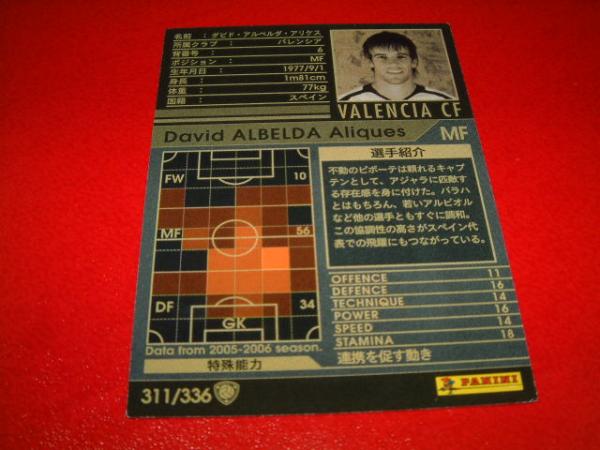 名前 : ダビド・アルベルダ・アリケス
所属クラブ : バレンシア
背番号 : 6
ポジション : MF
生年月日 : 1977/9/1
身長 : 1m81cm
体重 : 77kg
国籍 : スペイン
VALENCIA CF
David ALBELDA Aliques
MF
FW 10
MF 56
DF 34
GK
Data from 2005-2006 season.
選手紹介
不動のピボーテは頼れるキャプ
テンとして、アジャラに匹敵す
る存在感を身に付けた。バラハ
とはもちろん、若いアルビオル
など他の選手ともすぐに調和。
この協調性の高さがスペイン代
表での飛躍にもつながっている。
OFFENCE 11
DEFENCE 16
TECHNIQUE 14
POWER 16
SPEED 14
STAMINA 18
特殊能力
連携を促す動き
311/336
PANINI